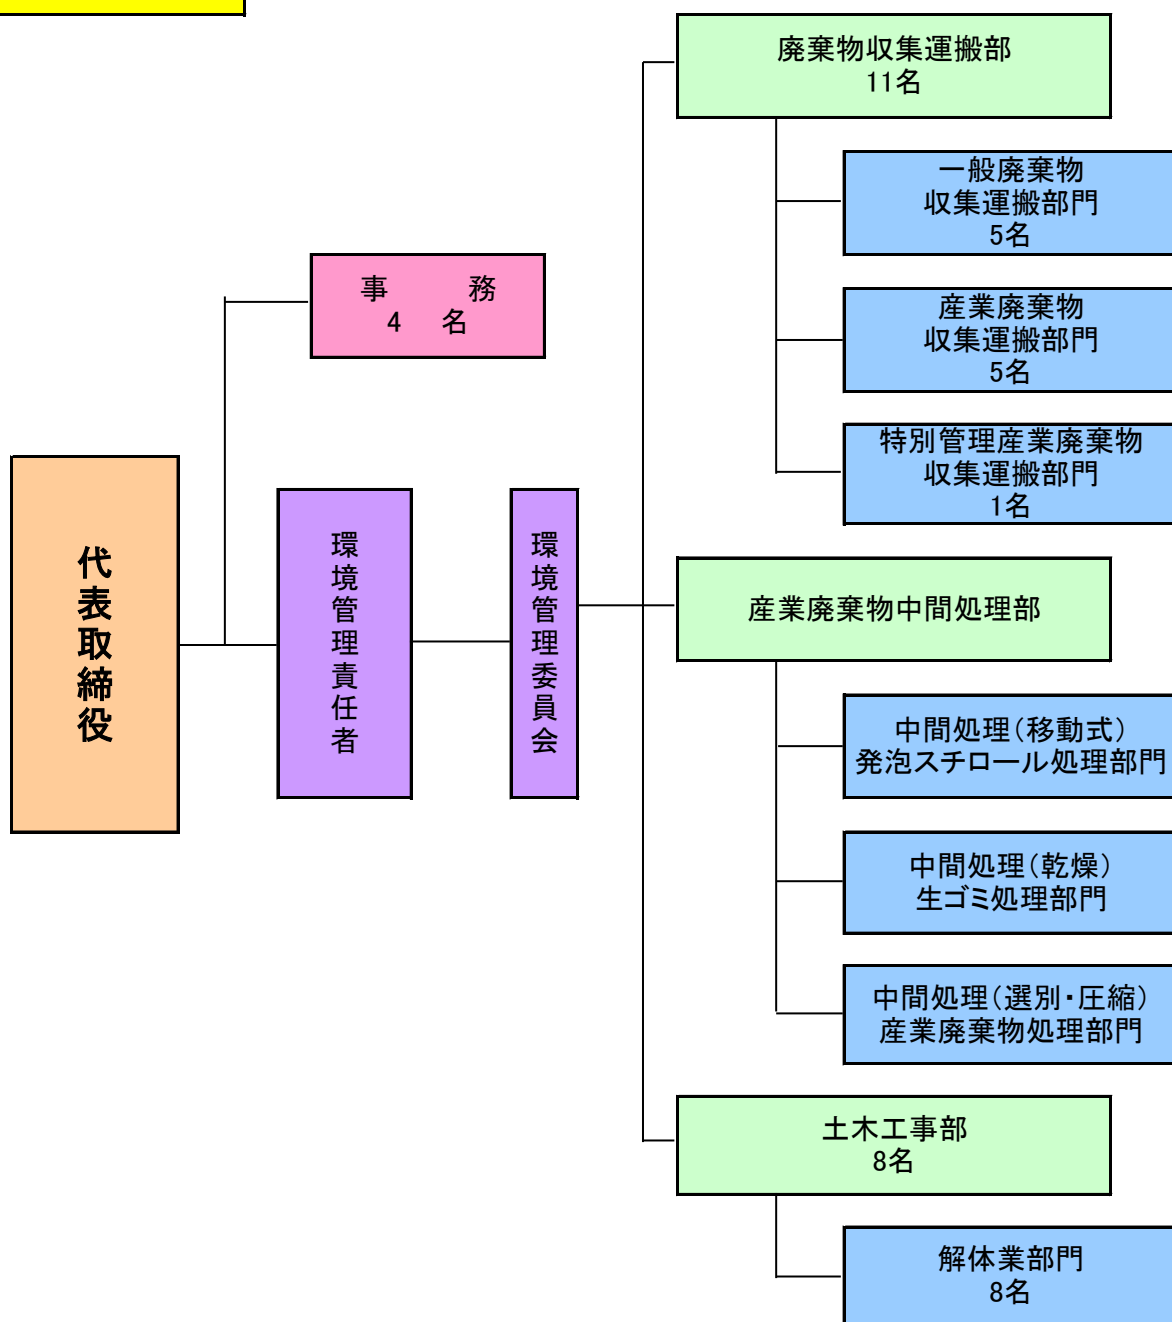 廃棄物収集運搬部
11名
一般廃棄物
収集運搬部門
5名
事　　務
4　名
産業廃棄物
収集運搬部門
5名
特別管理産業廃棄物
収集運搬部門
1名
代表取締役
環境管理責任者
環境管理委員会
産業廃棄物中間処理部
中間処理（移動式）
発泡スチロール処理部門
中間処理（乾燥）
生ゴミ処理部門
中間処理（選別・圧縮）
産業廃棄物処理部門
土木工事部
8名
解体業部門
8名